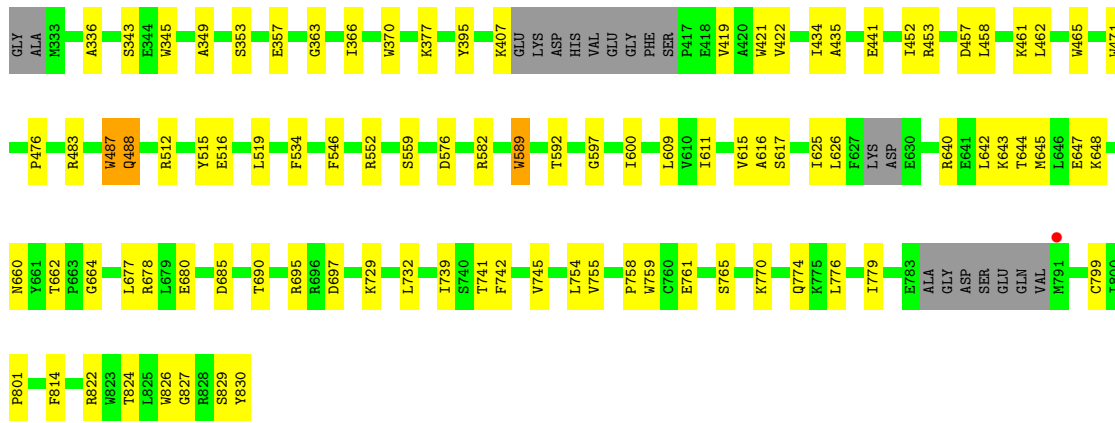 GLY ALA M333 A336 S343 E344 W345 A349 S353 E357 G363 I366 W370 K377 Y395 K407 GLU LYS ASP HIS VAL GLU GLY PHE SER P417 E418 V419 A420 W421 V422 I434 A435 E441 I452 R453 D457 L458 K461 L462 W465 W471
P476 R483 W487 Q488 R512 Y515 E516 L519 F534 F546 R552 S559 D576 R582 W589 T592 G597 I600 L609 V610 I611 V615 A616 S617 I625 L626 F627 LYS ASP E630 R640 E641 L642 K643 T644 M645 L646 E647 K648
N660 Y661 T662 P663 G664 L677 R678 L679 E680 D685 T690 R695 R696 D697 K729 L732 I739 S740 T741 F742 V745 L754 V755 P758 W759 C760 E761 S765 K770 Q774 K775 L776 I779 E783 ALA GLY ASP SER GLU GLN VAL M791 C799 I800
P801 F814 R822 W823 T824 L825 W826 G827 R828 S829 Y830